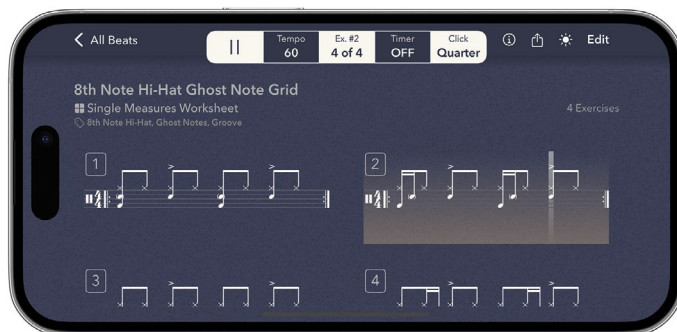 All Beats
Tempo
60
Ex. #2
4 of 4
Timer
OFF
Click
Quarter
Edit
8th Note Hi-Hat Ghost Note Grid
Single Measures Worksheet
4 Exercises
8th Note Hi-Hat, Ghost Notes, Groove
1
2
3
4